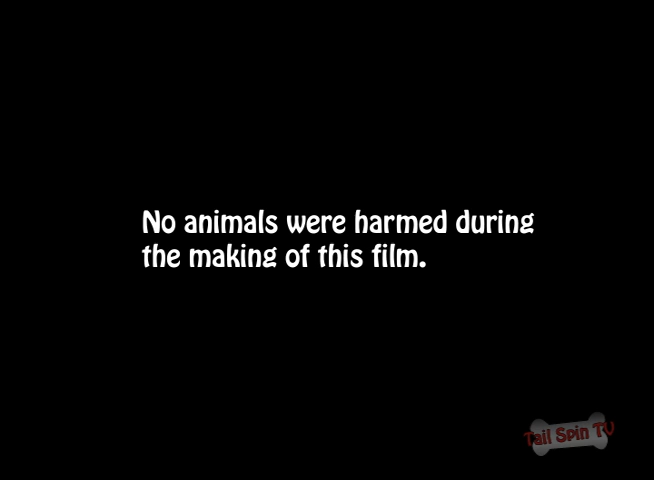 No animals were harmed during
the making of this film.
Tail Spin TV